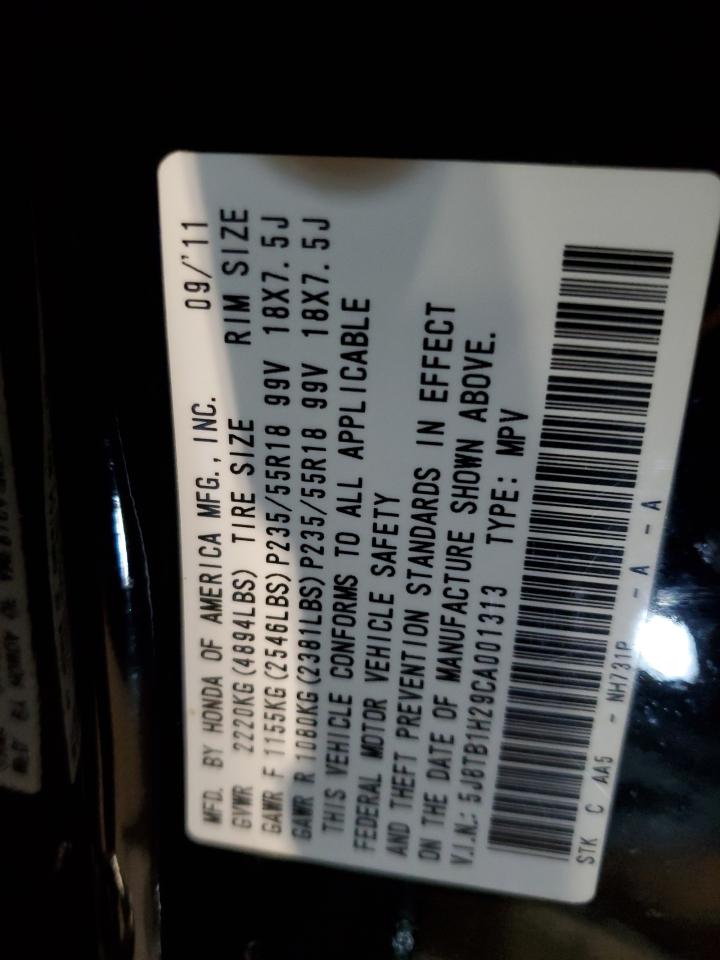 MFD. BY HONDA OF AMERICA MFG., INC. 09/'11
GVWR 2220KG(4894LBS) TIRE SIZE RIM SIZE
GAWR F 1155KG(2546LBS)P235/55R18 99V 18X7.5J
GAWR R 1080KG(2381LBS)P235/55R18 99V 18X7.5J
THIS VEHICLE CONFORMS TO ALL APPLICABLE
FEDERAL MOTOR VEHICLE SAFETY
AND THEFT PREVENTION STANDARDS IN EFFECT
ON THE DATE OF MANUFACTURE SHOWN ABOVE.
V.I.N.: 5J8TB1H29CA001313 TYPE: MPV
STK C AA5 - NH731P - A - A